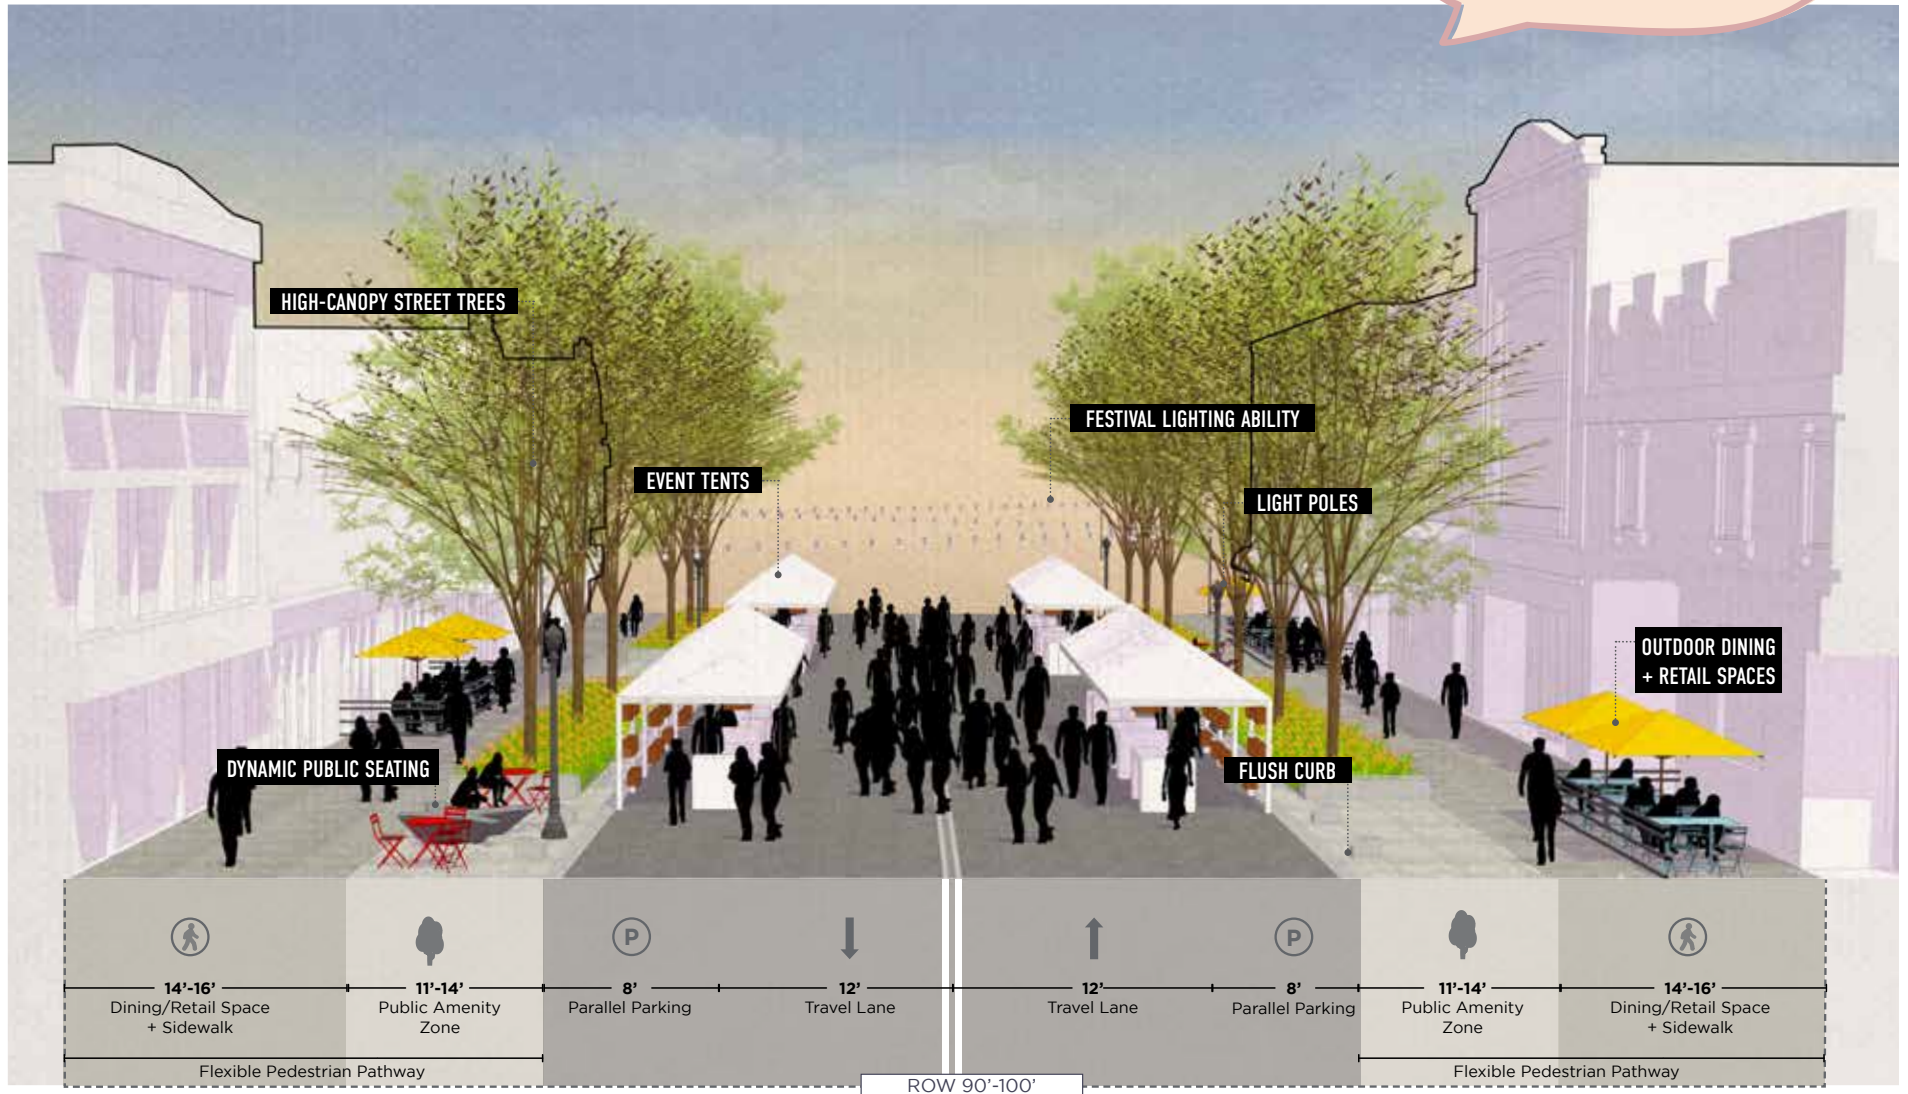 HIGH-CANOPY STREET TREES
FESTIVAL LIGHTING ABILITY
EVENT TENTS
LIGHT POLES
OUTDOOR DINING
+ RETAIL SPACES
DYNAMIC PUBLIC SEATING
FLUSH CURB
P
P
14'-16'
Dining/Retail Space
+ Sidewalk
11'-14'
Public Amenity
Zone
8'
Parallel Parking
12'
Travel Lane
12'
Travel Lane
8'
Parallel Parking
11'-14'
Public Amenity
Zone
14'-16'
Dining/Retail Space
+ Sidewalk
Flexible Pedestrian Pathway
Flexible Pedestrian Pathway
ROW 90'-100'